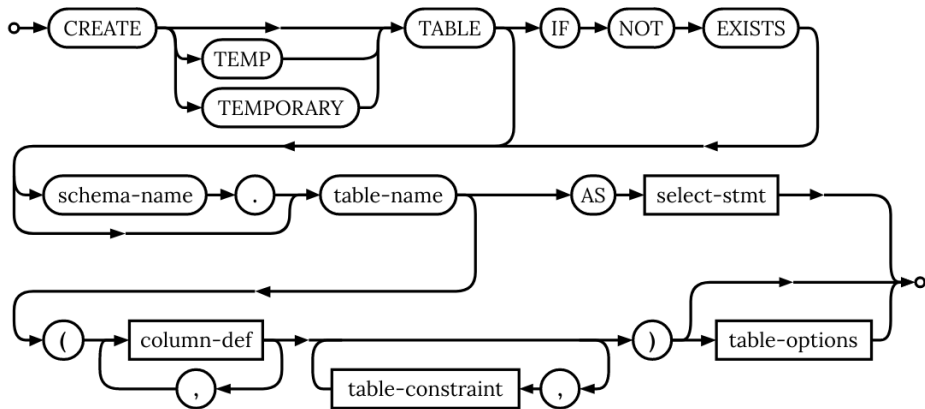 CREATE TABLE IF NOT EXISTS
TEMP
TEMPORARY
schema-name . table-name AS select-stmt
( column-def ) table-options
, table-constraint ,